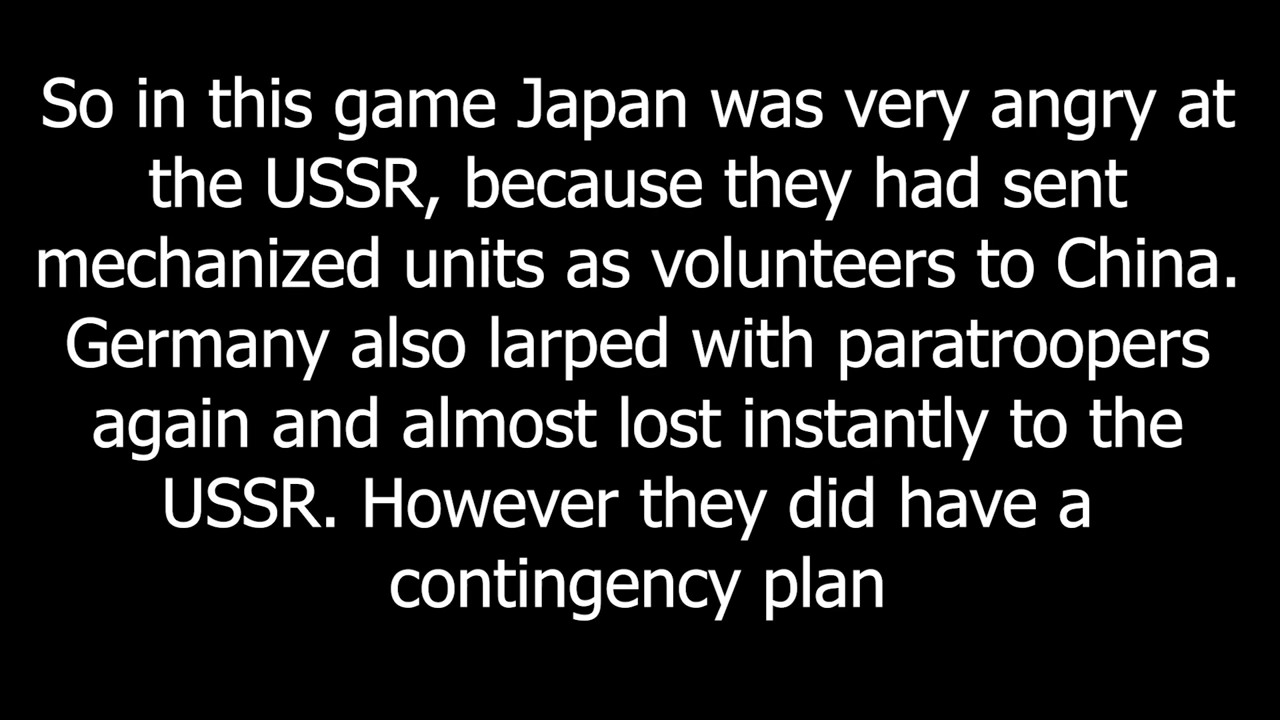 So in this game Japan was very angry at
the USSR, because they had sent
mechanized units as volunteers to China.
Germany also larped with paratroopers
again and almost lost instantly to the
USSR. However they did have a
contingency plan